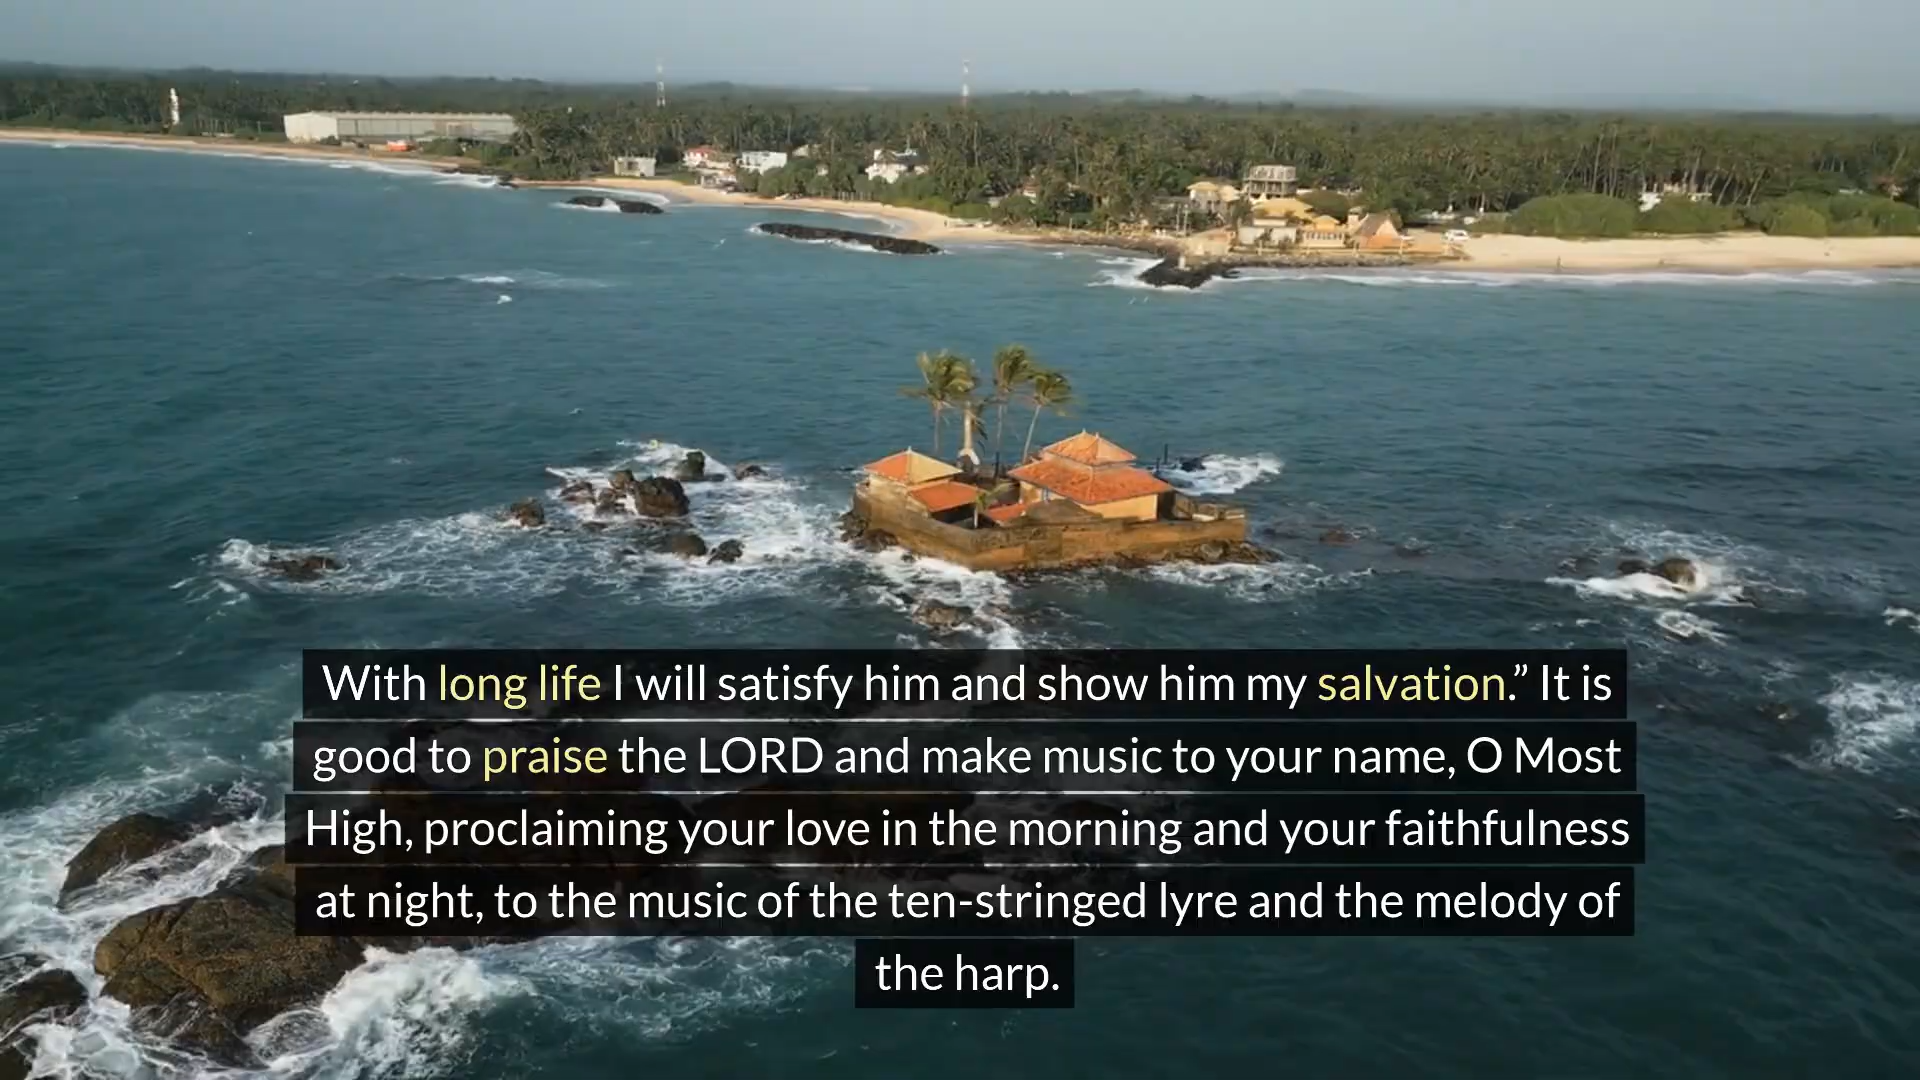 With long life I will satisfy him and show him my salvation.” It is
good to praise the LORD and make music to your name, O Most
High, proclaiming your love in the morning and your faithfulness
at night, to the music of the ten-stringed lyre and the melody of
the harp.